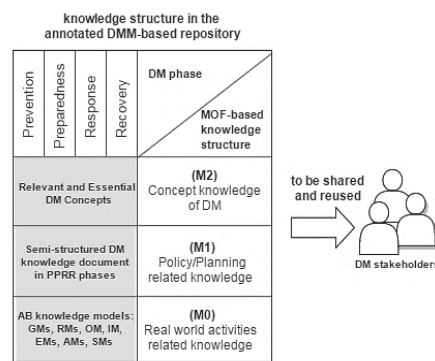 knowledge structure in the
annotated DMM-based repository
Prevention
Preparedness
Response
Recovery
DM phase
MOF-based
knowledge
structure
Relevant and Essential
DM Concepts
(M2)
Concept knowledge
of DM
Semi-structured DM
knowledge document
in PPRR phases
(M1)
Policy/Planning
related knowledge
AB knowledge models:
GMs, RMs, OM, IM,
EMs, AMs, SMs
(M0)
Real world activities
related knowledge
to be shared
and reused
DM stakeholders